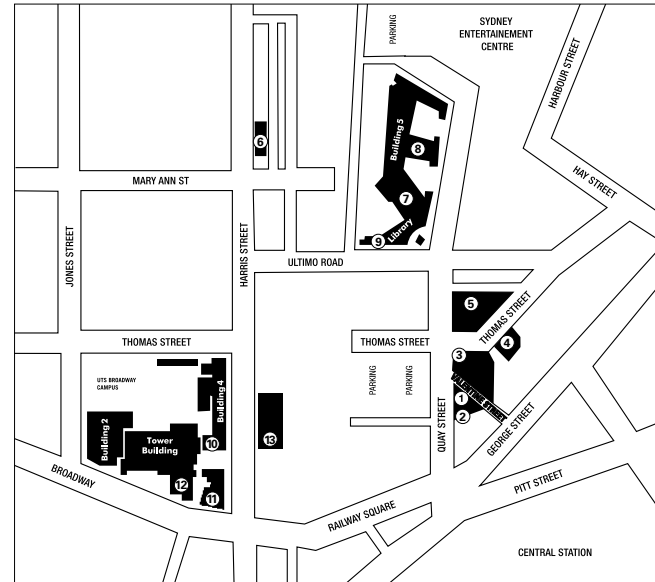 PARKING
SYDNEY
ENTERTAINEMENT
CENTRE
HARBOUR STREET
6
Building 5
8
HAY STREET
MARY ANN ST
7
Library
9
JONES STREET
HARRIS STREET
ULTIMO ROAD
5
THOMAS STREET
THOMAS STREET
THOMAS STREET
4
3
UTS BROADWAY
CAMPUS
PARKING
PARKING
VALENTINE STREET
1
2
Building 4
Building 2
Tower
Building
10
13
QUAY STREET
GEORGE STREET
BROADWAY
12
11
RAILWAY SQUARE
PITT STREET
CENTRAL STATION